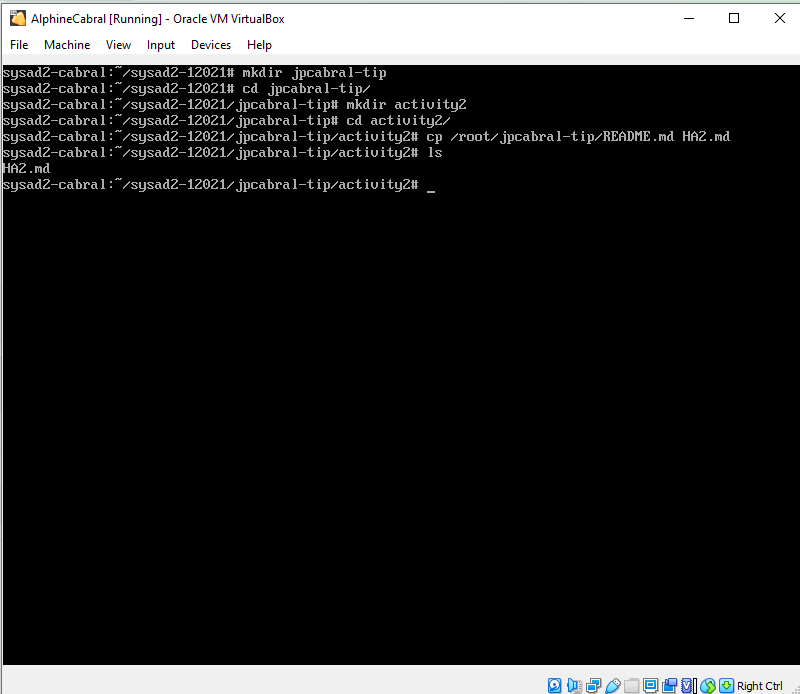 AlphineCabral [Running] - Oracle VM VirtualBox
File Machine View Input Devices Help
sysad2-cabral:~/sysad2-12021# mkdir jpcabral-tip
sysad2-cabral:~/sysad2-12021# cd jpcabral-tip/
sysad2-cabral:~/sysad2-12021/jpcabral-tip# mkdir activity2
sysad2-cabral:~/sysad2-12021/jpcabral-tip# cd activity2/
sysad2-cabral:~/sysad2-12021/jpcabral-tip/activity2# cp /root/jpcabral-tip/README.md HA2.md
sysad2-cabral:~/sysad2-12021/jpcabral-tip/activity2# ls
HA2.md
sysad2-cabral:~/sysad2-12021/jpcabral-tip/activity2# _
Right Ctrl